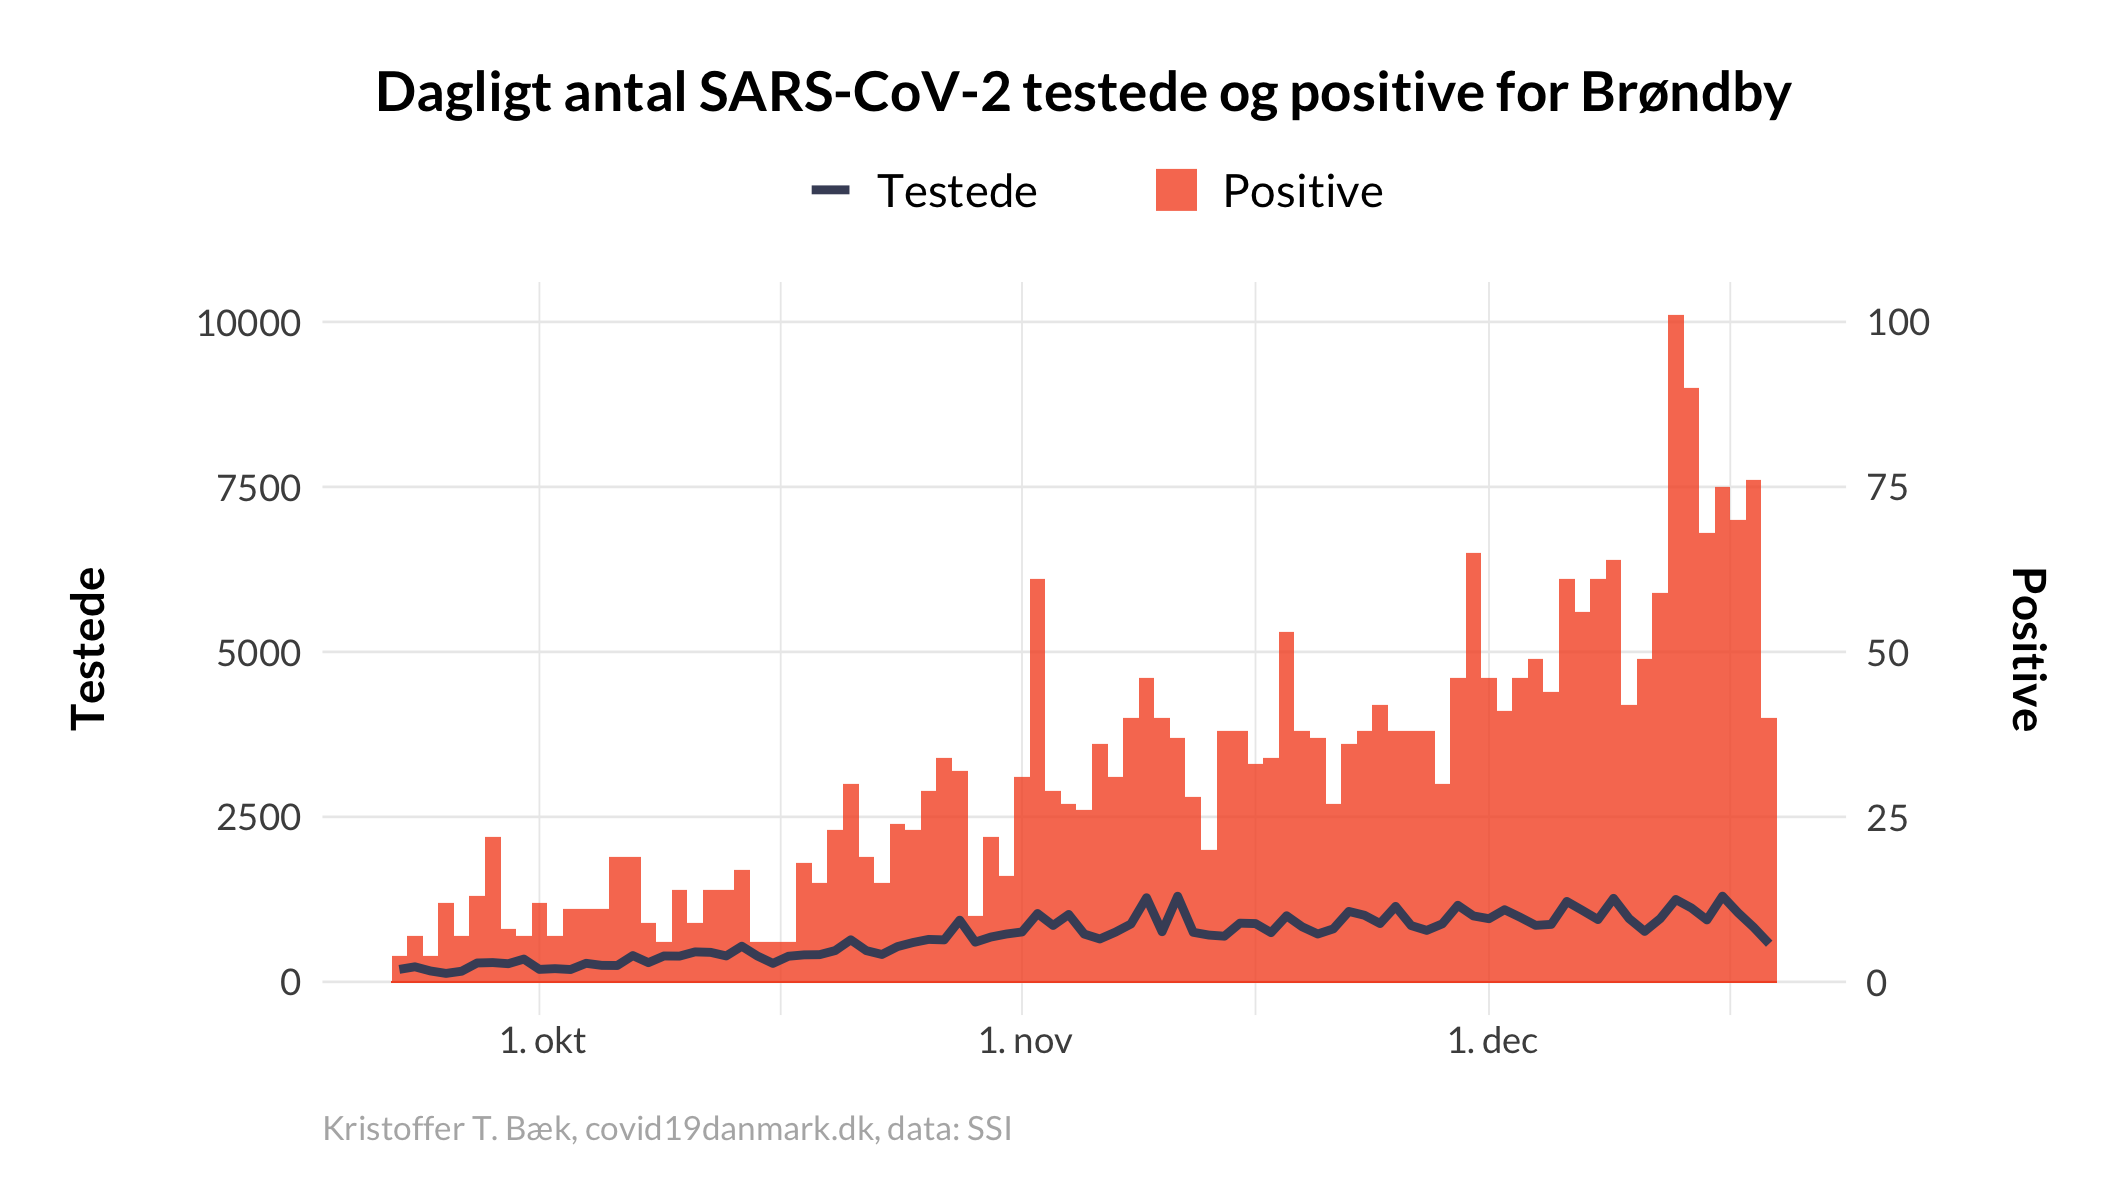 Dagligt antal SARS-CoV-2 testede og positive for Brøndby
Testede
Positive
10000
7500
5000
2500
0
100
75
50
25
0
Testede
Positive
1. okt
1. nov
1. dec
Kristoffer T. Bæk, covid19danmark.dk, data: SSI